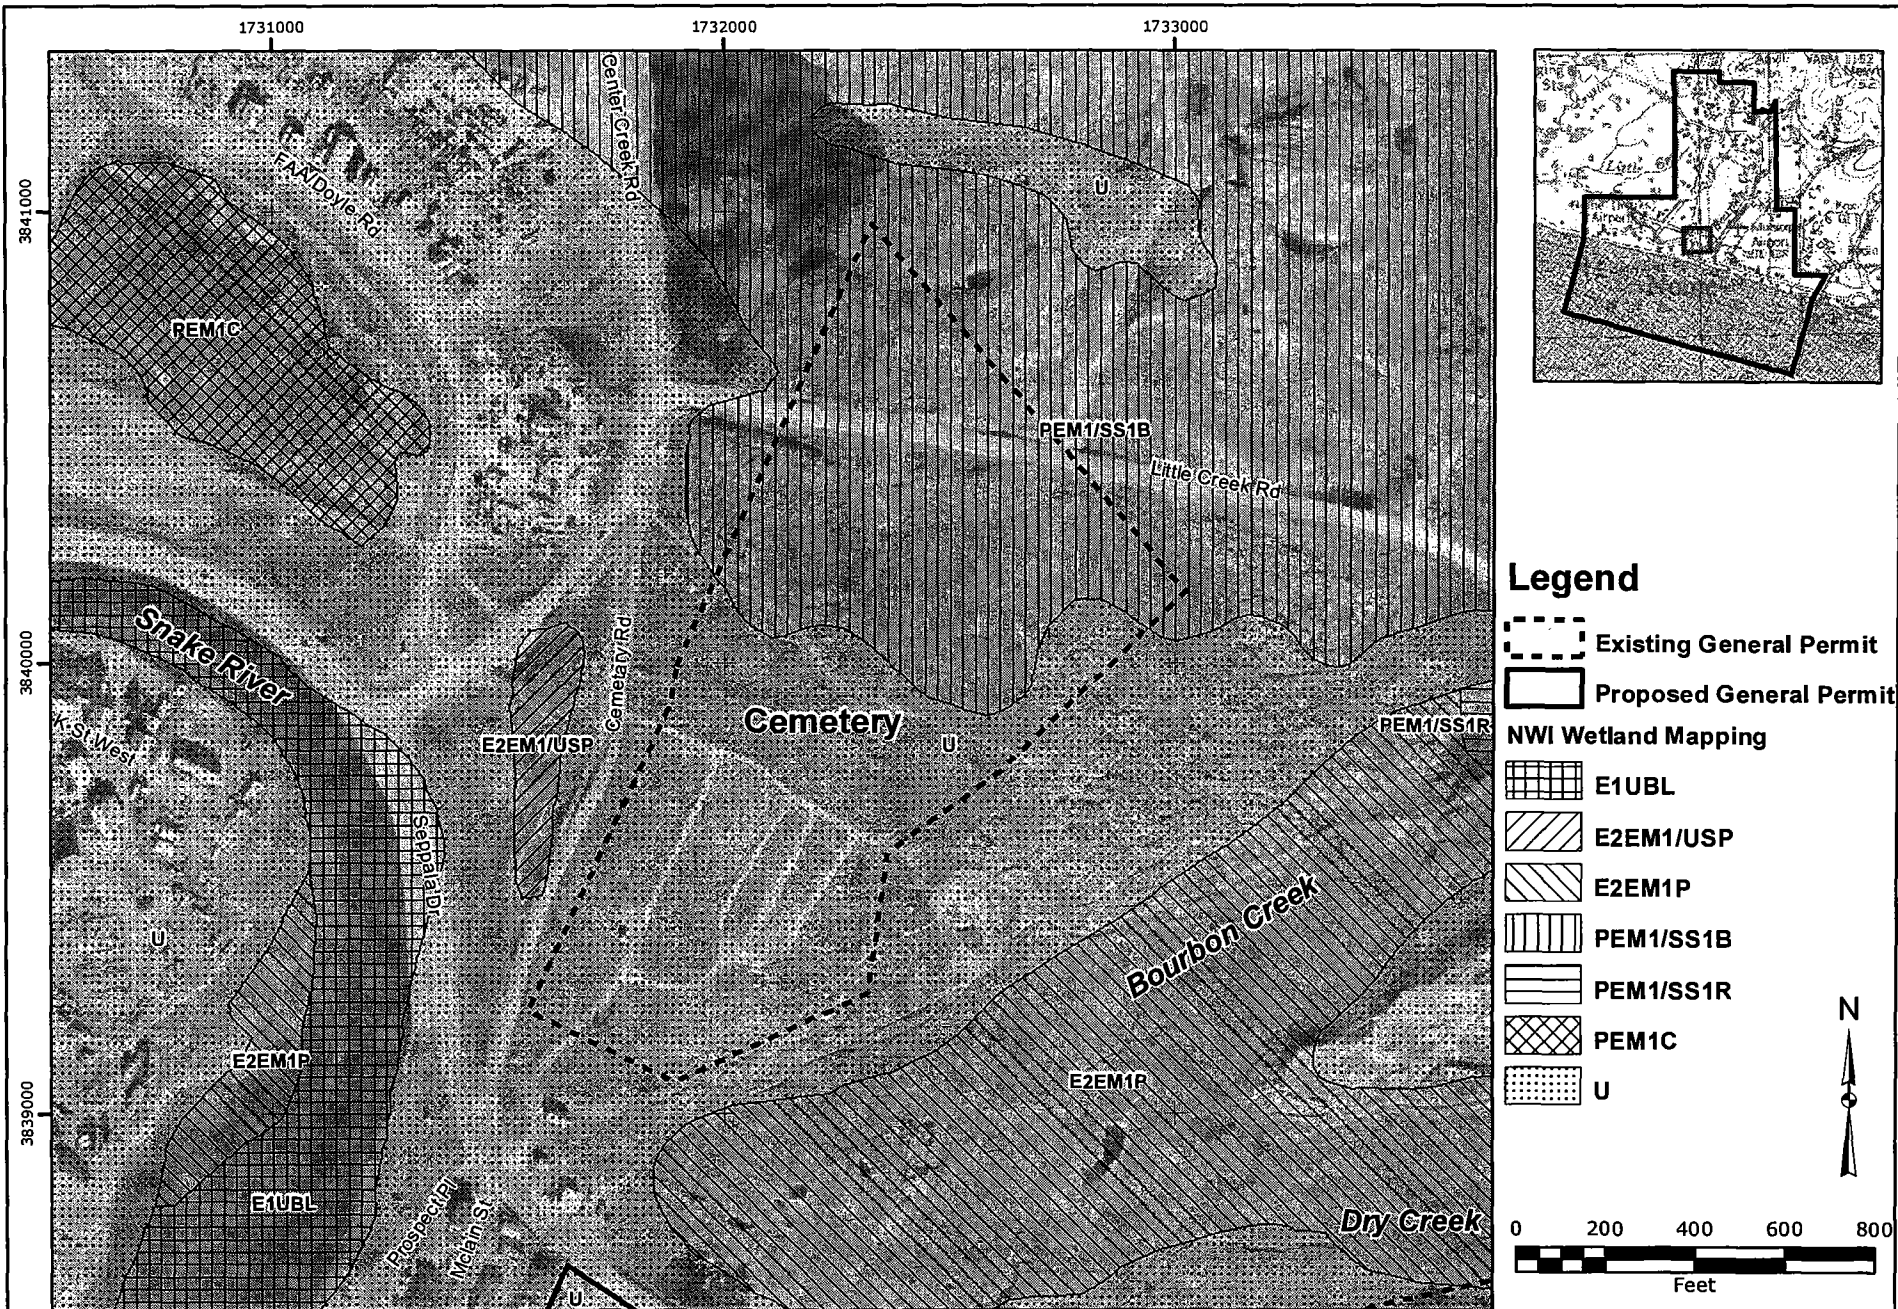 1731000
1732000
1733000
3841000
3840000
3839000
Center Creek Rd
FAA/Doyle Rd
U
PEM1C
PEM1/SS1B
Little Creek Rd
Snake River
Cemetary Rd
K St West
E2EM1/USP
Cemetery
U
PEM1/SS1R
Seppala Dr
U
Bourbon Creek
E2EM1P
E2EM1P
E1UBL
Prospect Pl
Mclain St
Dry Creek
U
Airport
Airport
Legend
Existing General Permit
Proposed General Permit
NWI Wetland Mapping
E1UBL
E2EM1/USP
E2EM1P
PEM1/SS1B
PEM1/SS1R
PEM1C
U
N
0 200 400 600 800
Feet